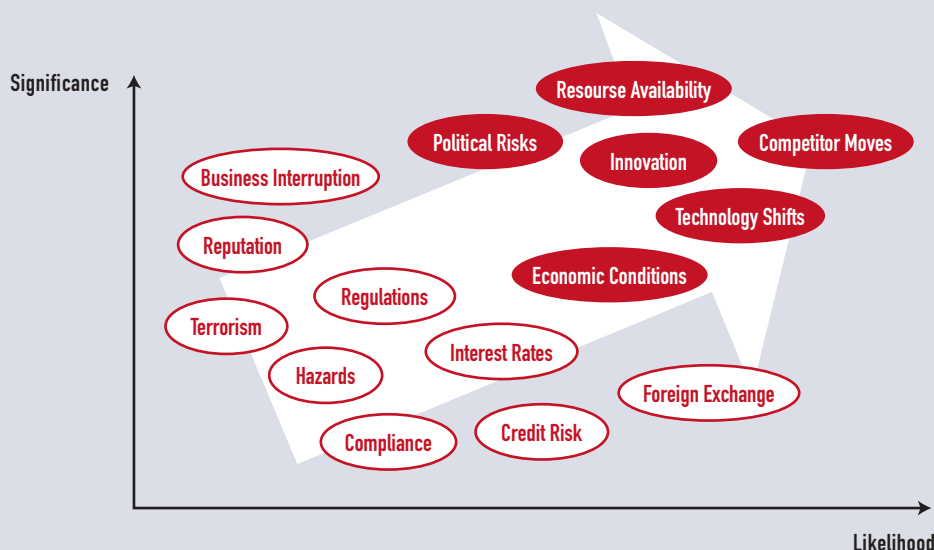 Significance
Resourse Availability
Political Risks
Competitor Moves
Innovation
Business Interruption
Technology Shifts
Reputation
Economic Conditions
Regulations
Terrorism
Interest Rates
Hazards
Foreign Exchange
Credit Risk
Compliance
Likelihood